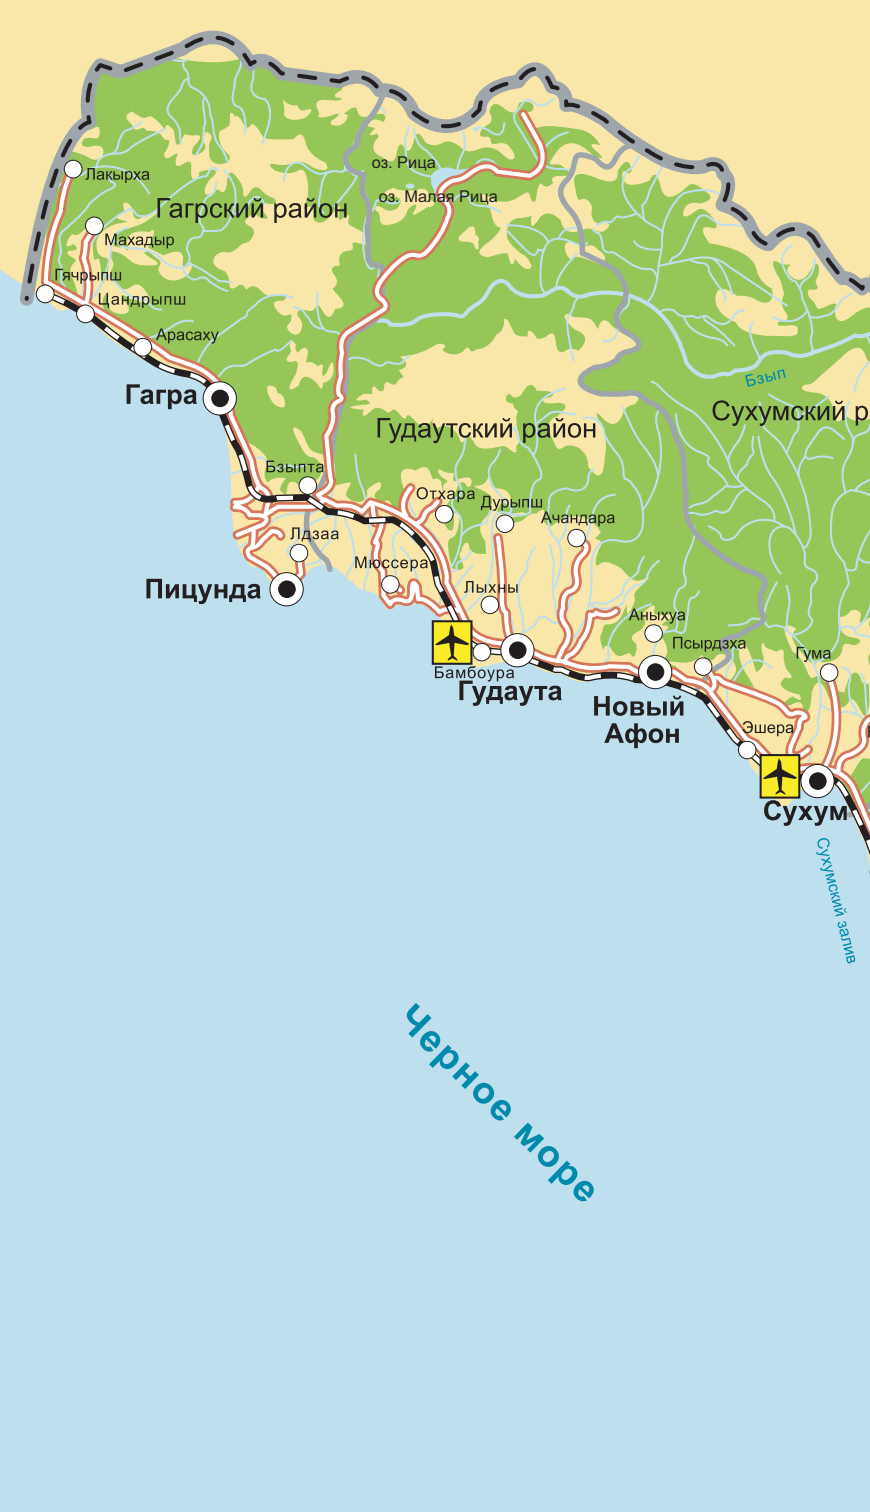 оз. Рица
Лакырха
оз. Малая Рица
Гагрский район
Махадыр
Гячрыпш
Цандрыпш
Арасаху
Бзып
Гагра
Сухумский р
Гудаутский район
Бзыпта
Отхара
Дурыпш
Ачандара
Лдзаа
Мюссера
Пицунда
Лыхны
Аныхуа
Псырдзха
Гума
Бамбоура
Гудаута
Новый
Афон
Эшера
Сухум
Сухумский залив
Черное море